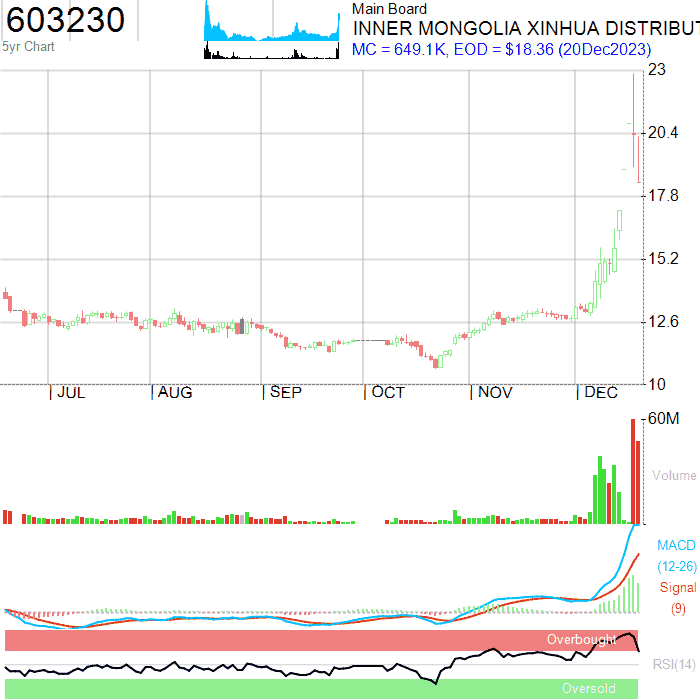 603230
5yr Chart
Main Board
INNER MONGOLIA XINHUA DISTRIBUT
MC = 649.1K, EOD = $18.36 (20Dec2023)
23
20.4
17.8
15.2
12.6
10
JUL AUG SEP OCT NOV DEC
60M
Volume
MACD
(12-26)
Signal
(9)
Overbought
RSI(14)
Oversold